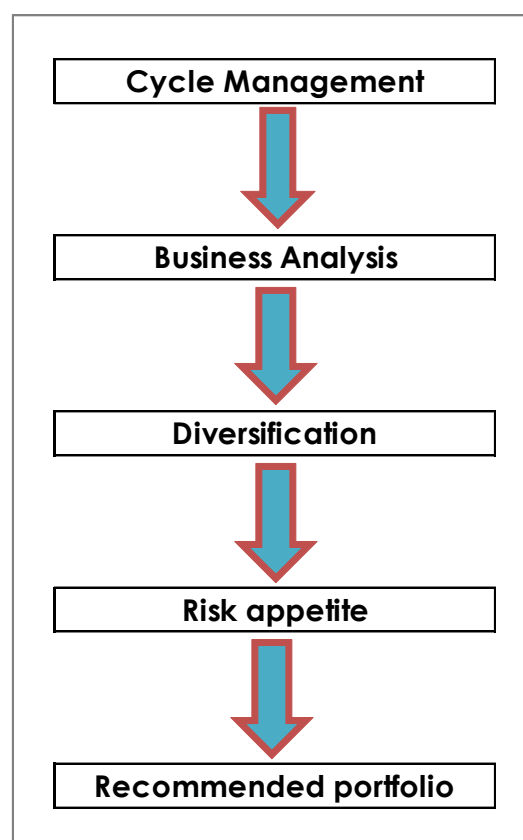 Cycle Management
Business Analysis
Diversification
Risk appetite
Recommended portfolio